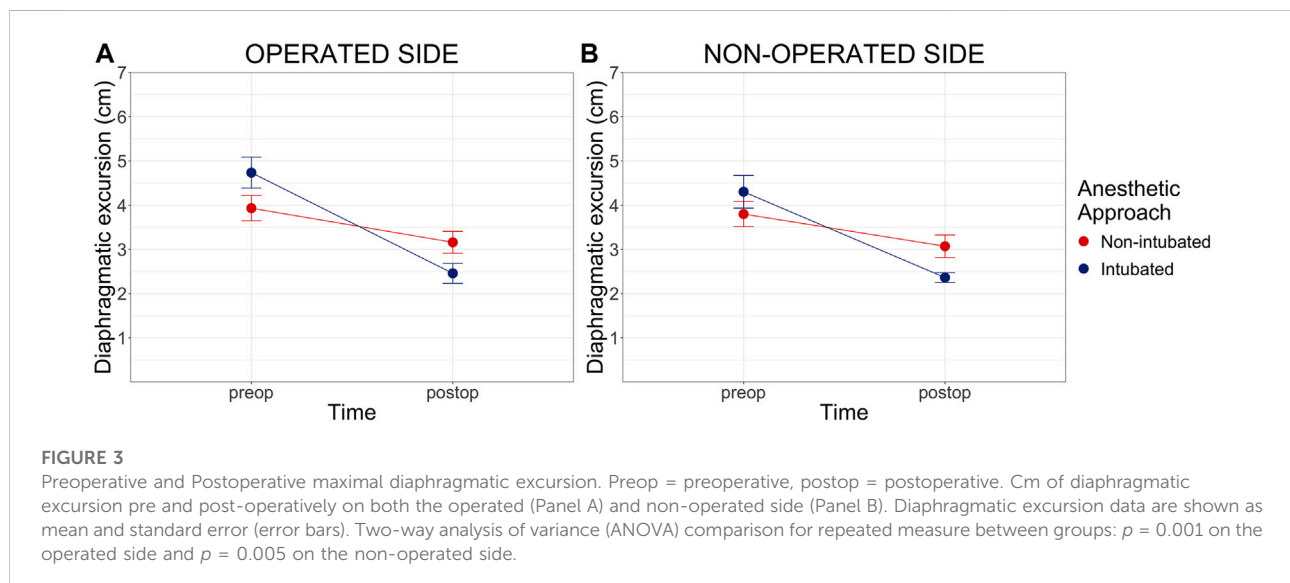 A OPERATED SIDE
Diaphragmatic excursion (cm)
7
6
5
4
3
2
1
preop postop
Time
B NON-OPERATED SIDE
Diaphragmatic excursion (cm)
7
6
5
4
3
2
1
preop postop
Time
Anesthetic
Approach
Non-intubated
Intubated
FIGURE 3
Preoperative and Postoperative maximal diaphragmatic excursion. Preop = preoperative, postop = postoperative. Cm of diaphragmatic
excursion pre and post-operatively on both the operated (Panel A) and non-operated side (Panel B). Diaphragmatic excursion data are shown as
mean and standard error (error bars). Two-way analysis of variance (ANOVA) comparison for repeated measure between groups: p = 0.001 on the
operated side and p = 0.005 on the non-operated side.